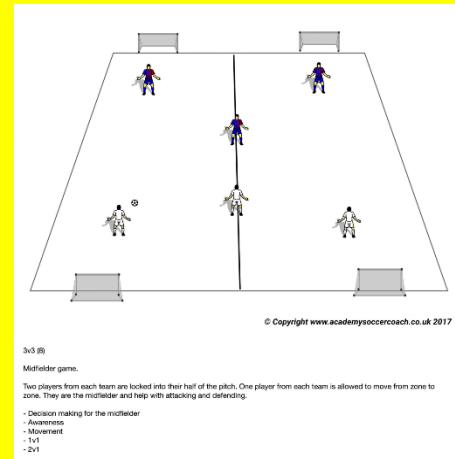 © Copyright www.academysoccercoach.co.uk 2017
3v3 (8)
Midfielder game.
Two players from each team are locked into their half of the pitch. One player from each team is allowed to move from zone to
zone. They are the midfielder and help with attacking and defending.
- Decision making for the midfielder
- Awareness
- Movement
- 1v1
- 2v1